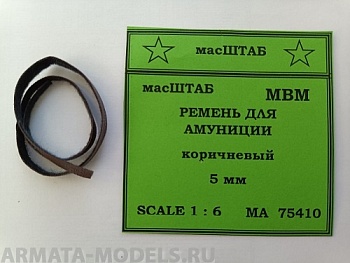 масШТАБ
масШТАБ МВМ
РЕМЕНЬ ДЛЯ
АМУНИЦИИ
коричневый
5 мм
SCALE 1 : 6 МА 75410
ARMATA-MODELS.RU